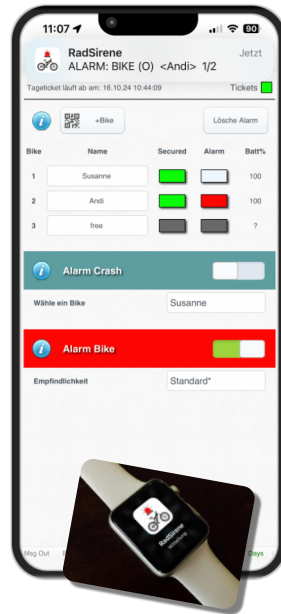 11:07
90
RadSirene
Jetzt
ALARM: BIKE (O) <Andi> 1/2
Tageticket läuft ab am: 16.10.24 10:44:09
Tickets
+Bike
Lösche Alarm
Bike Name Secured Alarm Batt%
1 Susanne 100
2 Andi 100
3 free ?
Alarm Crash
Wähle ein Bike Susanne
Alarm Bike
Empfindlichkeit Standard*
RadSirene
Mitteilung
Msg Out
Days